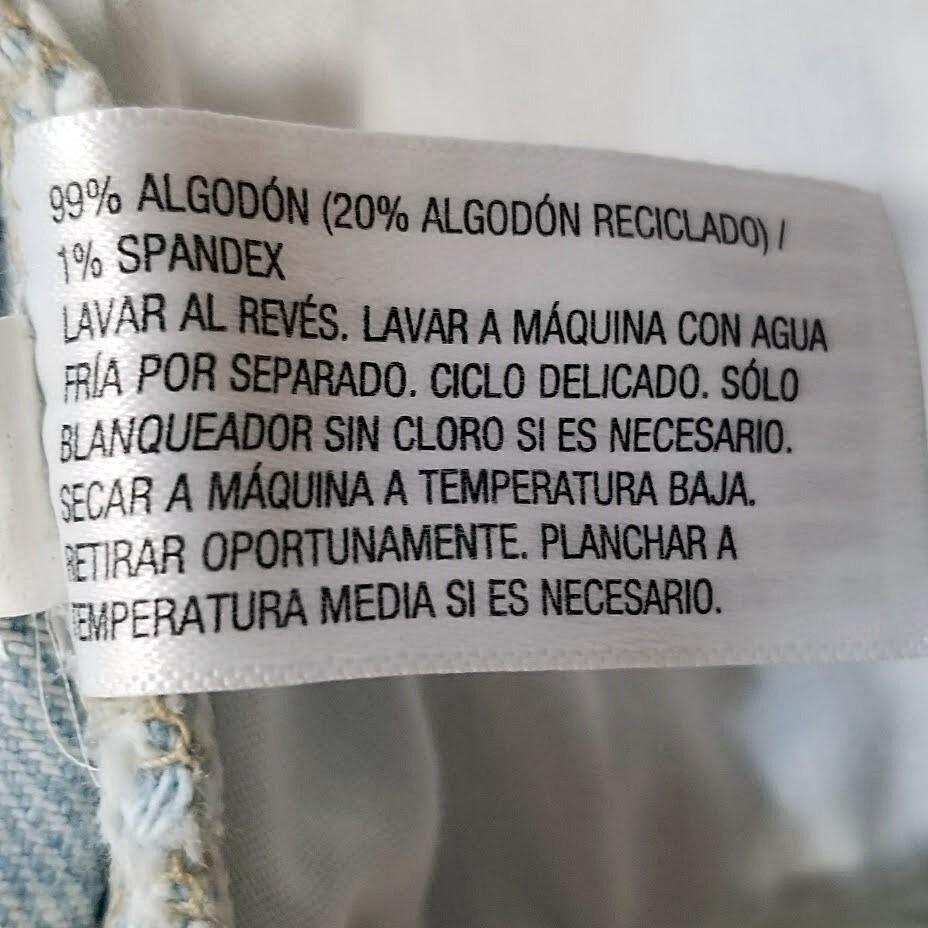 99% ALGODÓN (20% ALGODÓN RECICLADO) /
1% SPANDEX
LAVAR AL REVÉS. LAVAR A MÁQUINA CON AGUA
FRÍA POR SEPARADO. CICLO DELICADO. SÓLO
BLANQUEADOR SIN CLORO SI ES NECESARIO.
SECAR A MÁQUINA A TEMPERATURA BAJA.
RETIRAR OPORTUNAMENTE. PLANCHAR A
TEMPERATURA MEDIA SI ES NECESARIO.